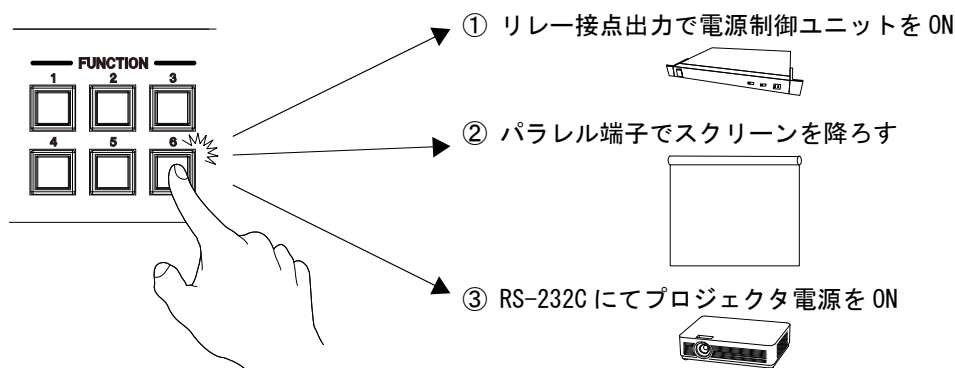 ① リレー接点出力で電源制御ユニットを ON
FUNCTION
1 2 3
4 5 6
② パラレル端子でスクリーンを降ろす
③ RS-232C にてプロジェクタ電源を ON